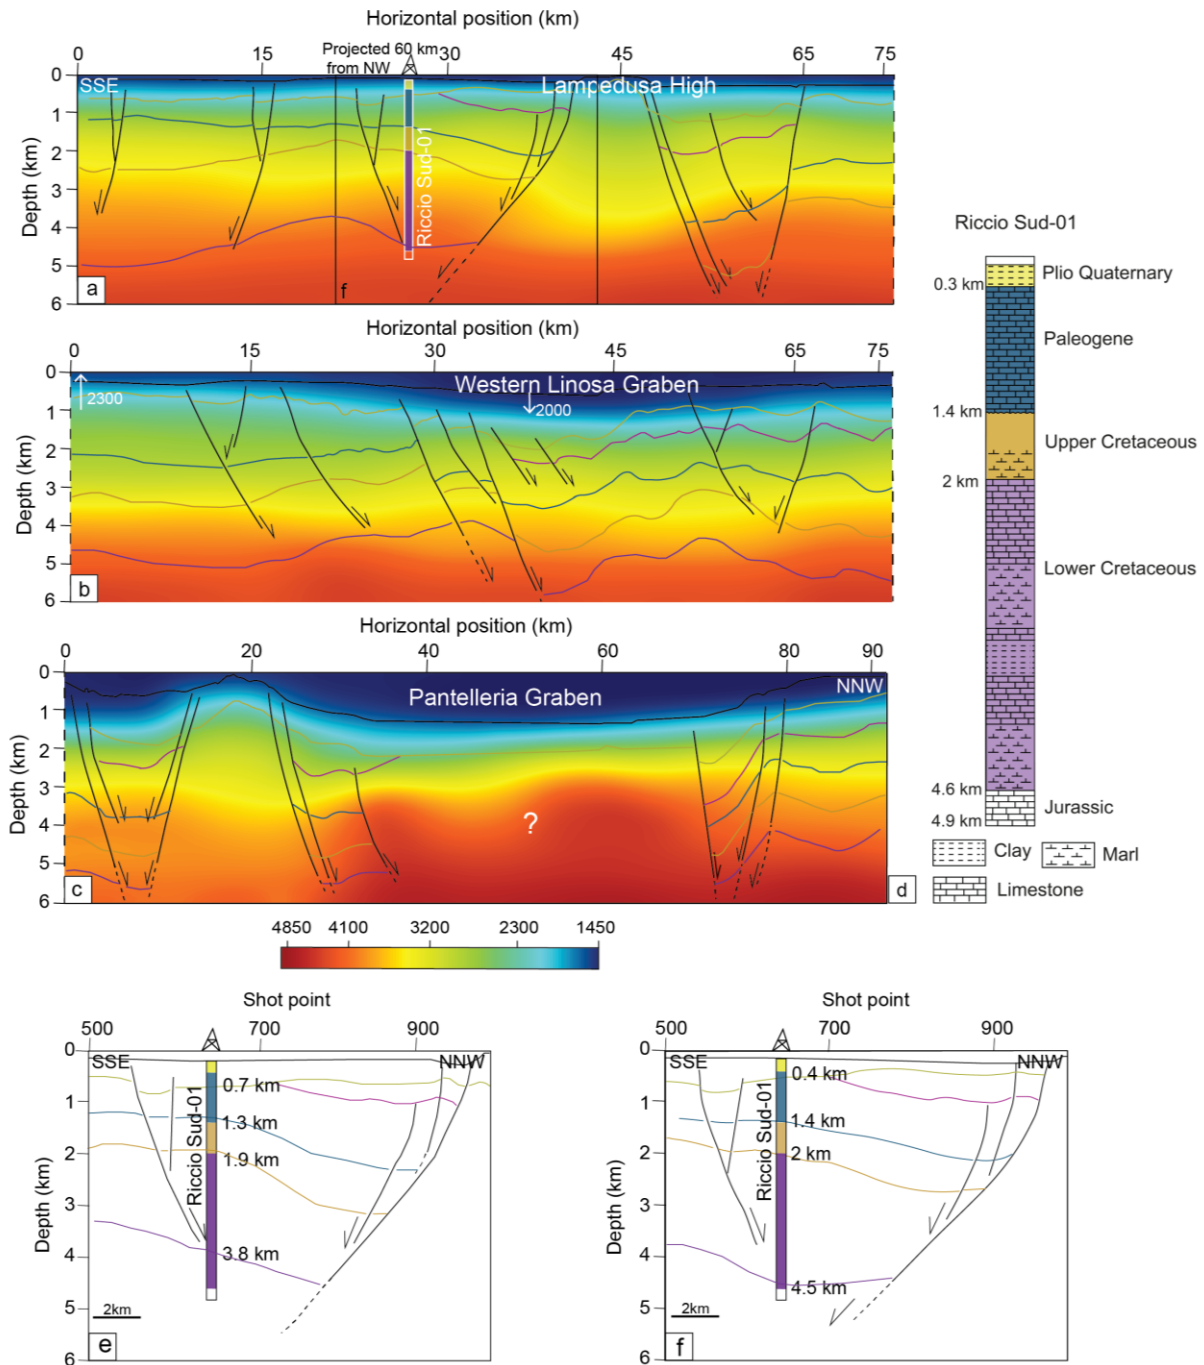 Horizontal position (km)
0 15 Projected 60 km 30 45 65 75
from NW
0 SSE Lampedusa High
1
2
3
4
5
6
Depth (km)
Riccio Sud-01
a f
Horizontal position (km)
0 15 30 45 65 75
0 Western Linosa Graben
2300 2000
1
2
3
4
5
6
Depth (km)
b
Horizontal position (km)
0 20 40 60 80 90
0 Pantelleria Graben NNW
1
2
3
4 ?
5
6
Depth (km)
c d
4850 4100 3200 2300 1450
Riccio Sud-01
Plio Quaternary
0.3 km
Paleogene
1.4 km
Upper Cretaceous
2 km
Lower Cretaceous
4.6 km
Jurassic
4.9 km
Clay Marl
Limestone
Shot point
500 700 900
0 SSE NNW
0.7 km
1
1.3 km
1.9 km
2
3
3.8 km
4
5
6
Depth (km)
Riccio Sud-01
2km
e
Shot point
500 700 900
0 SSE NNW
0.4 km
1
1.4 km
2 km
2
3
4
4.5 km
5
6
Depth (km)
Riccio Sud-01
2km
f